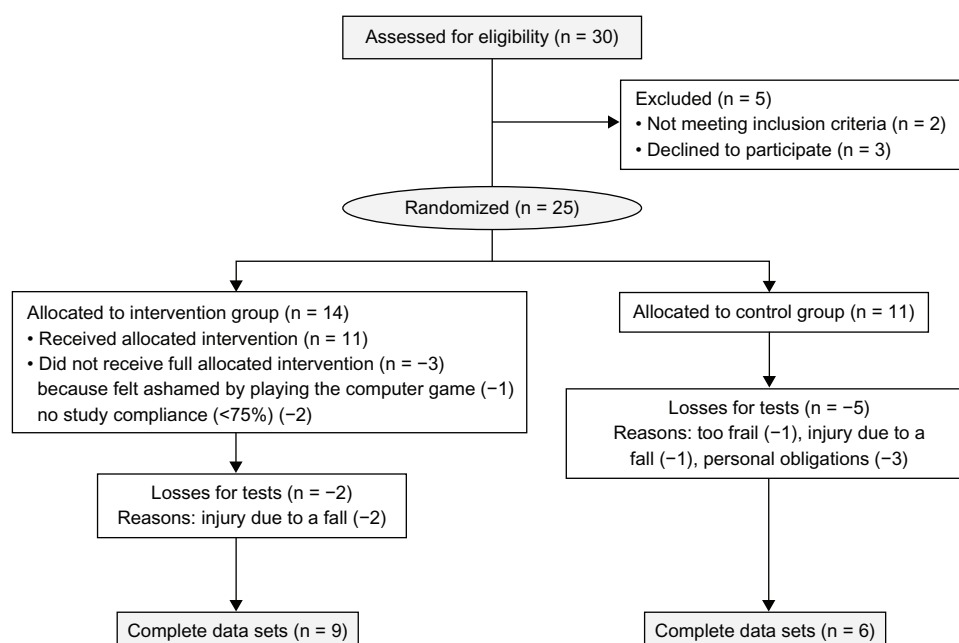 Assessed for eligibility (n = 30)
Excluded (n = 5)
• Not meeting inclusion criteria (n = 2)
• Declined to participate (n = 3)
Randomized (n = 25)
Allocated to intervention group (n = 14)
• Received allocated intervention (n = 11)
• Did not receive full allocated intervention (n = −3)
because felt ashamed by playing the computer game (−1)
no study compliance (<75%) (−2)
Allocated to control group (n = 11)
Losses for tests (n = −5)
Reasons: too frail (−1), injury due to a
fall (−1), personal obligations (−3)
Losses for tests (n = −2)
Reasons: injury due to a fall (−2)
Complete data sets (n = 9)
Complete data sets (n = 6)